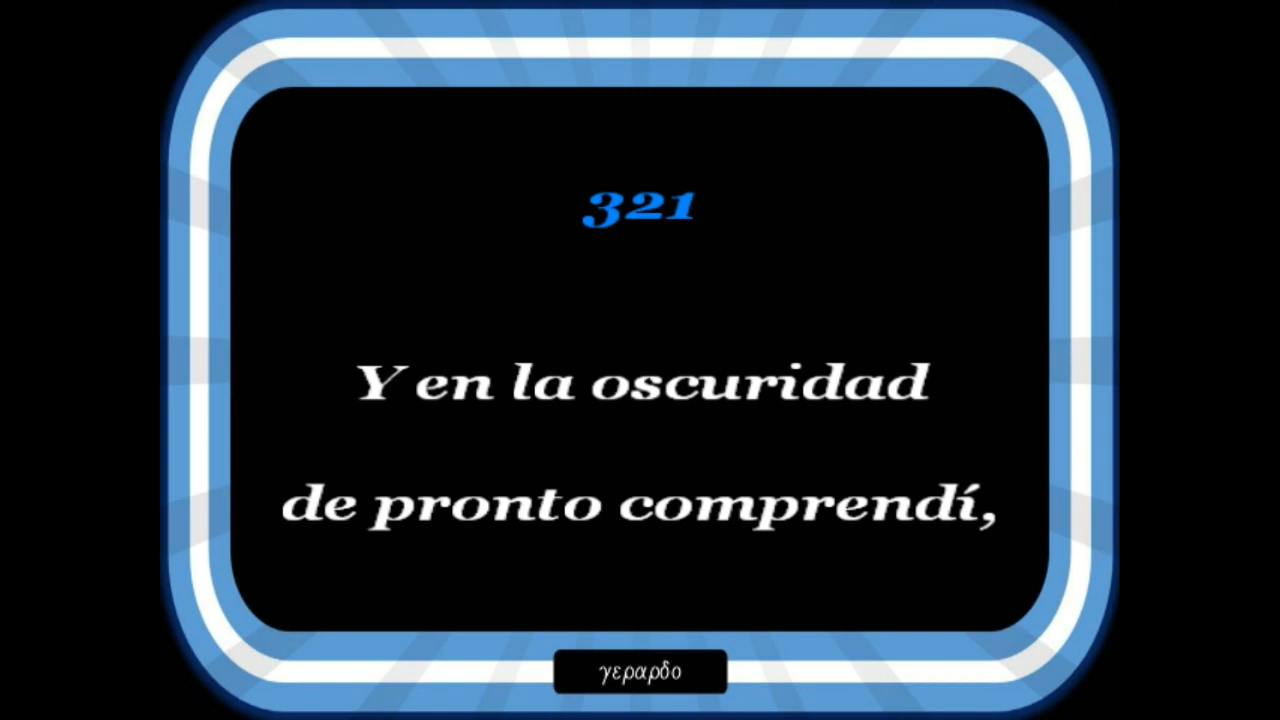 321
Y en la oscuridad
de pronto comprendí,
γεραρδο